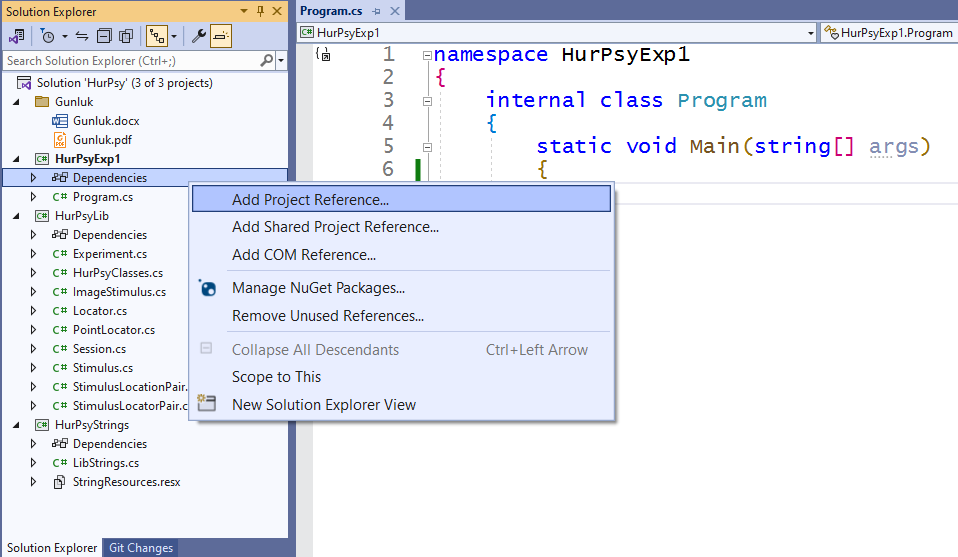 Solution Explorer
Search Solution Explorer (Ctrl+;)
Solution 'HurPsy' (3 of 3 projects)
Gunluk
Gunluk.docx
Gunluk.pdf
HurPsyExp1
Dependencies
C# Program.cs
C# HurPsyLib
Dependencies
C# Experiment.cs
C# HurPsyClasses.cs
C# ImageStimulus.cs
C# Locator.cs
C# PointLocator.cs
C# Session.cs
C# Stimulus.cs
C# StimulusLocationPair.
C# StimulusLocatorPair.c
C# HurPsyStrings
Dependencies
C# LibStrings.cs
StringResources.resx
Solution Explorer
Git Changes
Add Project Reference...
Add Shared Project Reference...
Add COM Reference...
Manage NuGet Packages...
Remove Unused References...
Collapse All Descendants Ctrl+Left Arrow
Scope to This
New Solution Explorer View
Program.cs
C# HurPsyExp1
HurPsyExp1.Program
1 namespace HurPsyExp1
2 {
3 internal class Program
4 {
5 static void Main(string[] args)
6 {